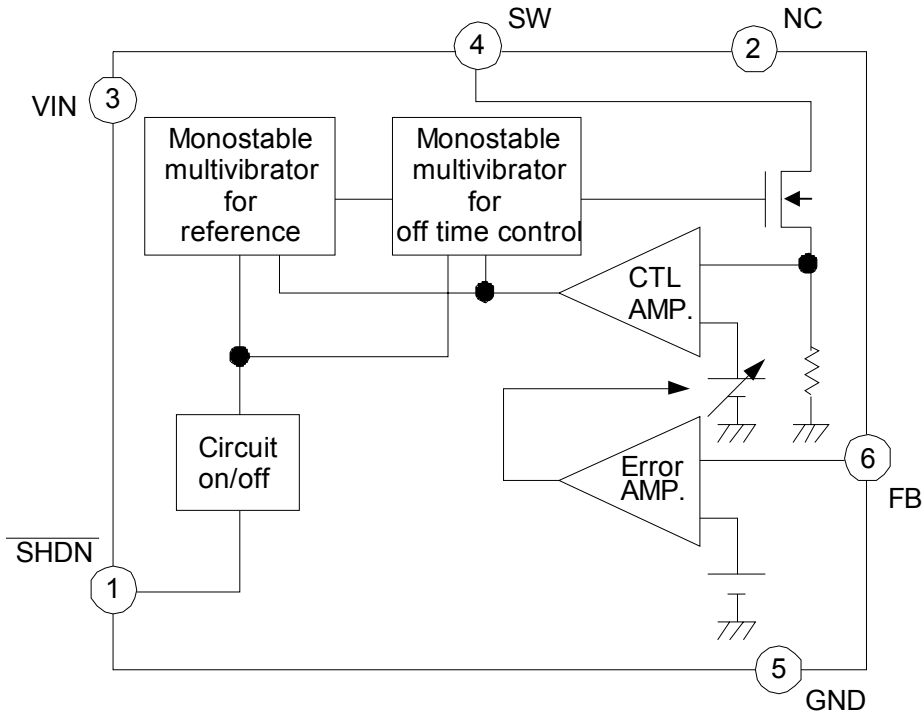 SW
NC
4
2
3
VIN
Monostable
multivibrator
for
reference
Monostable
multivibrator
for
off time control
CTL
AMP.
Circuit
on/off
Error
AMP.
6
FB
SHDN
1
5
GND